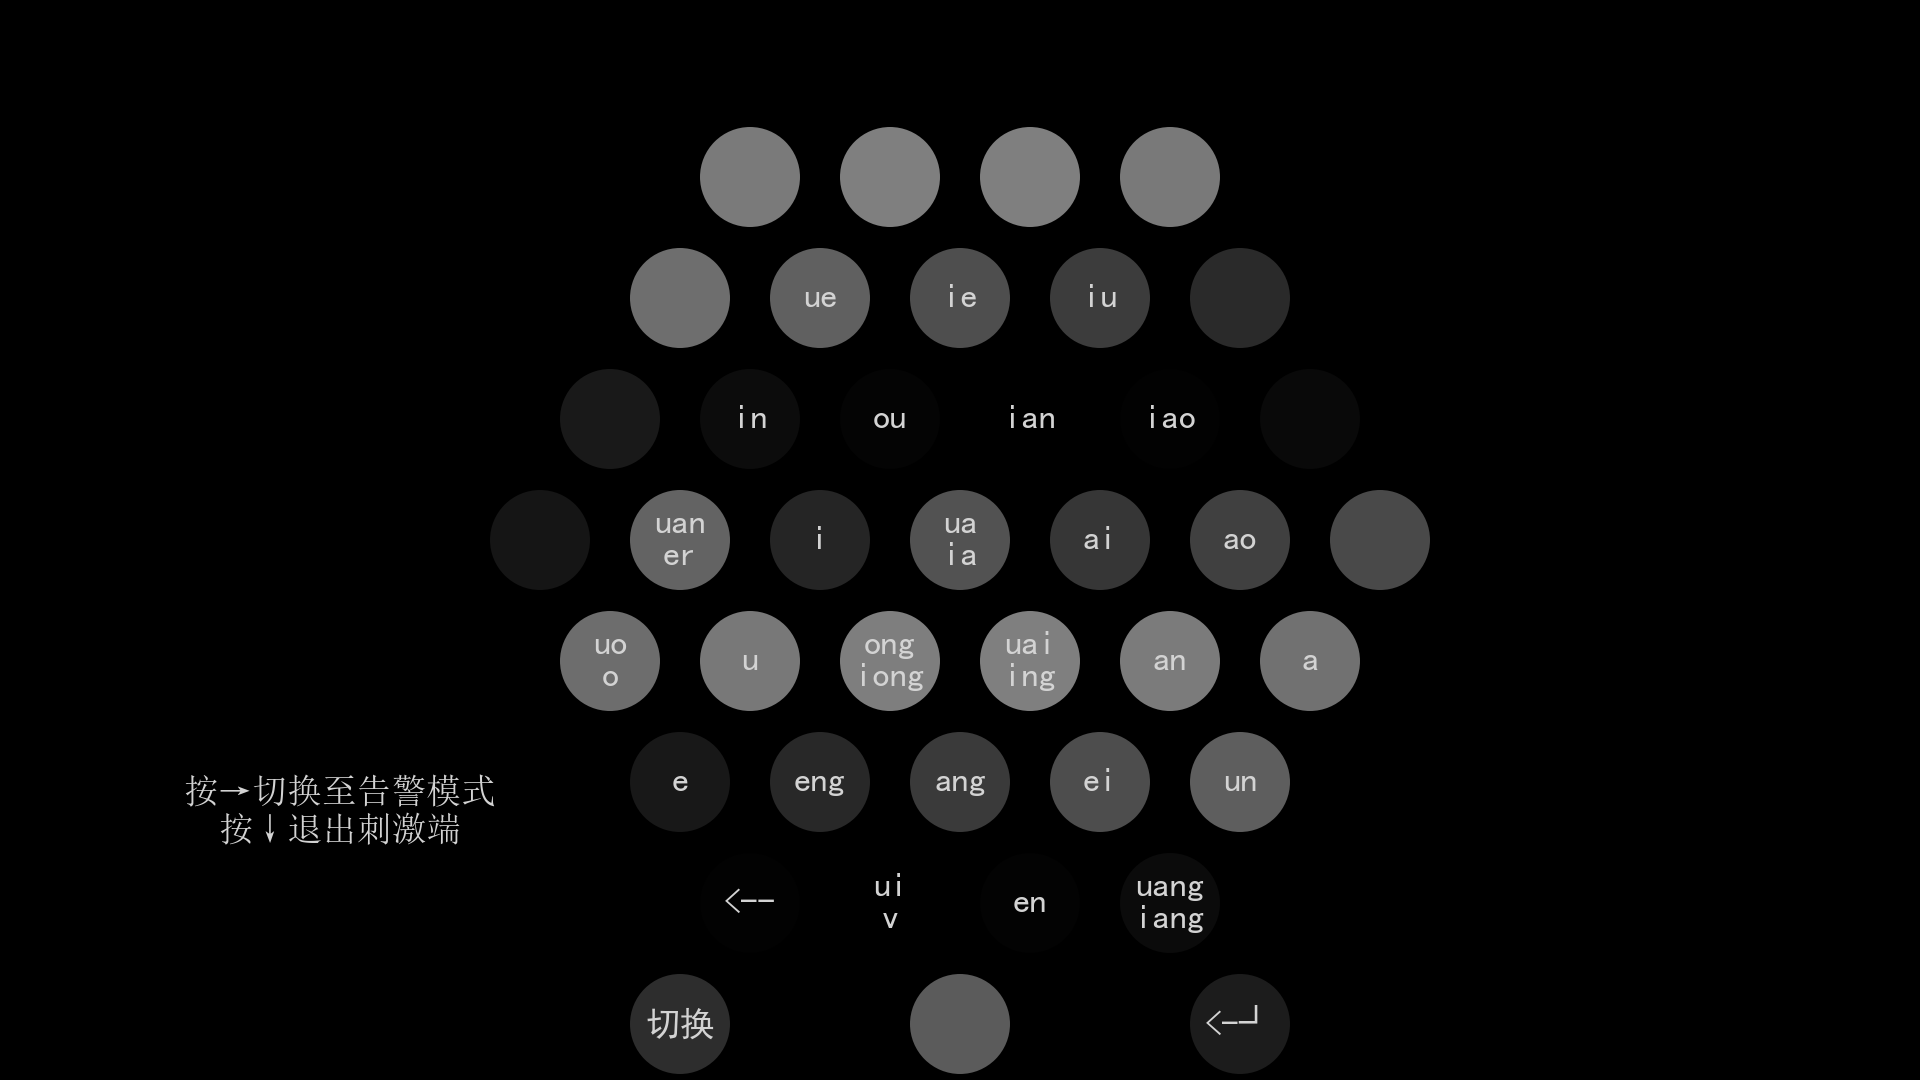 ue ie iu
in ou ian iao
uan
er
i
ua
ia
ai
ao
uo
o
u
ong
iong
uai
ing
an
a
e eng ang ei un
按→切换至告警模式
按↓退出刺激端
<--
ui
v
en
uang
iang
切换
<-┘